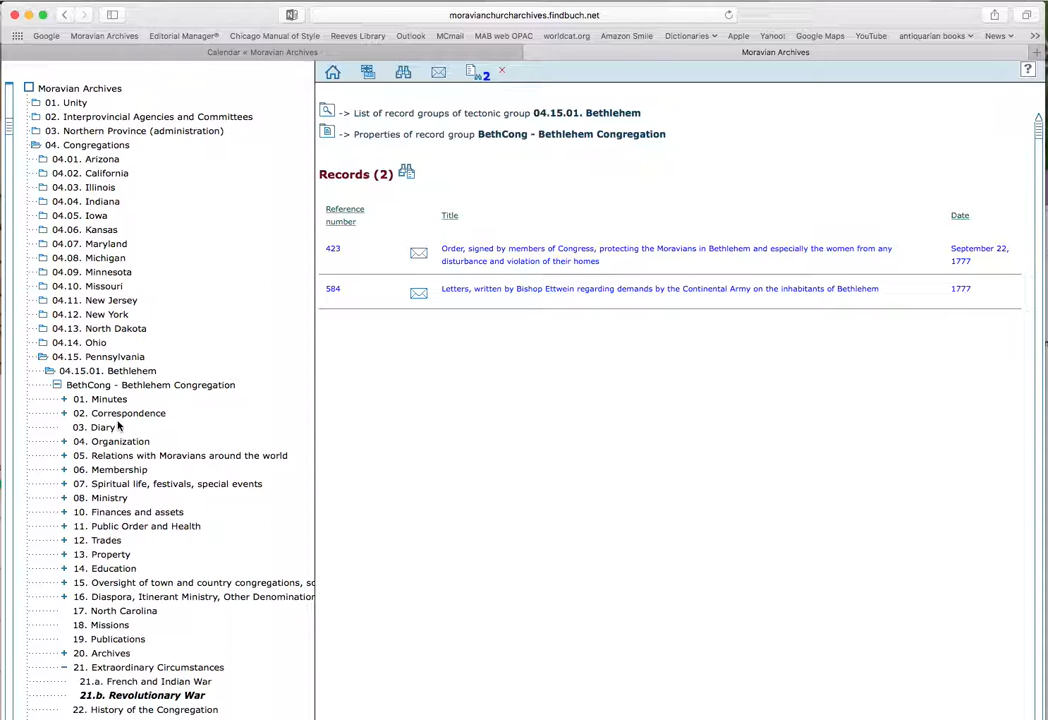 moravianchurcharchives.findbuch.net
Google Moravian Archives Editorial Manager® Chicago Manual of Style Reeves Library Outlook MCmail MAB web OPAC worldcat.org Amazon Smile Dictionaries Apple Yahoo! Google Maps YouTube antiquarian books News
Calendar « Moravian Archives Moravian Archives
2
?
Moravian Archives
01. Unity
02. Interprovincial Agencies and Committees
03. Northern Province (administration)
04. Congregations
04.01. Arizona
04.02. California
04.03. Illinois
04.04. Indiana
04.05. Iowa
04.06. Kansas
04.07. Maryland
04.08. Michigan
04.09. Minnesota
04.10. Missouri
04.11. New Jersey
04.12. New York
04.13. North Dakota
04.14. Ohio
04.15. Pennsylvania
04.15.01. Bethlehem
BethCong - Bethlehem Congregation
01. Minutes
02. Correspondence
03. Diary
04. Organization
05. Relations with Moravians around the world
06. Membership
07. Spiritual life, festivals, special events
08. Ministry
10. Finances and assets
11. Public Order and Health
12. Trades
13. Property
14. Education
15. Oversight of town and country congregations, sc
16. Diaspora, Itinerant Ministry, Other Denomination
17. North Carolina
18. Missions
19. Publications
20. Archives
21. Extraordinary Circumstances
21.a. French and Indian War
21.b. Revolutionary War
22. History of the Congregation
-> List of record groups of tectonic group 04.15.01. Bethlehem
-> Properties of record group BethCong - Bethlehem Congregation
Records (2)
Reference number Title Date
423 Order, signed by members of Congress, protecting the Moravians in Bethlehem and especially the women from any September 22,
disturbance and violation of their homes 1777
584 Letters, written by Bishop Ettwein regarding demands by the Continental Army on the inhabitants of Bethlehem 1777